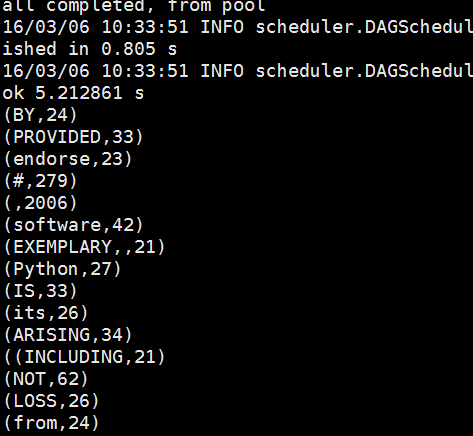 all completed, from pool
16/03/06 10:33:51 INFO scheduler.DAGSchedul
ished in 0.805 s
16/03/06 10:33:51 INFO scheduler.DAGSchedul
ok 5.212861 s
(BY,24)
(PROVIDED,33)
(endorse,23)
(#,279)
(,2006)
(software,42)
(EXEMPLARY,,21)
(Python,27)
(IS,33)
(its,26)
(ARISING,34)
((INCLUDING,21)
(NOT,62)
(LOSS,26)
(from,24)